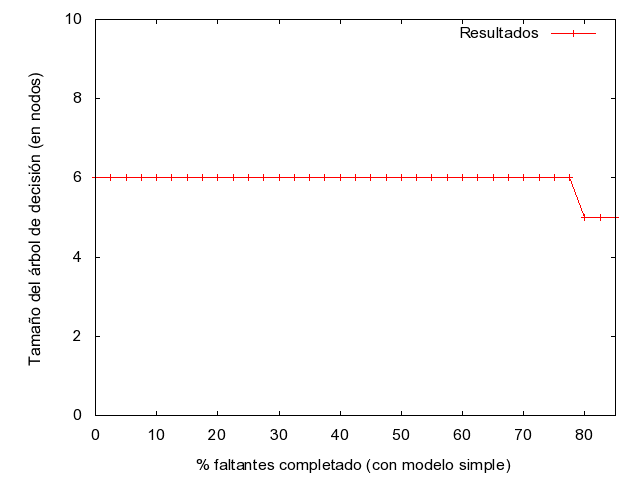 Resultados
10
8
6
4
2
0
0 10 20 30 40 50 60 70 80
Tamaño del árbol de decisión (en nodos)
% faltantes completado (con modelo simple)